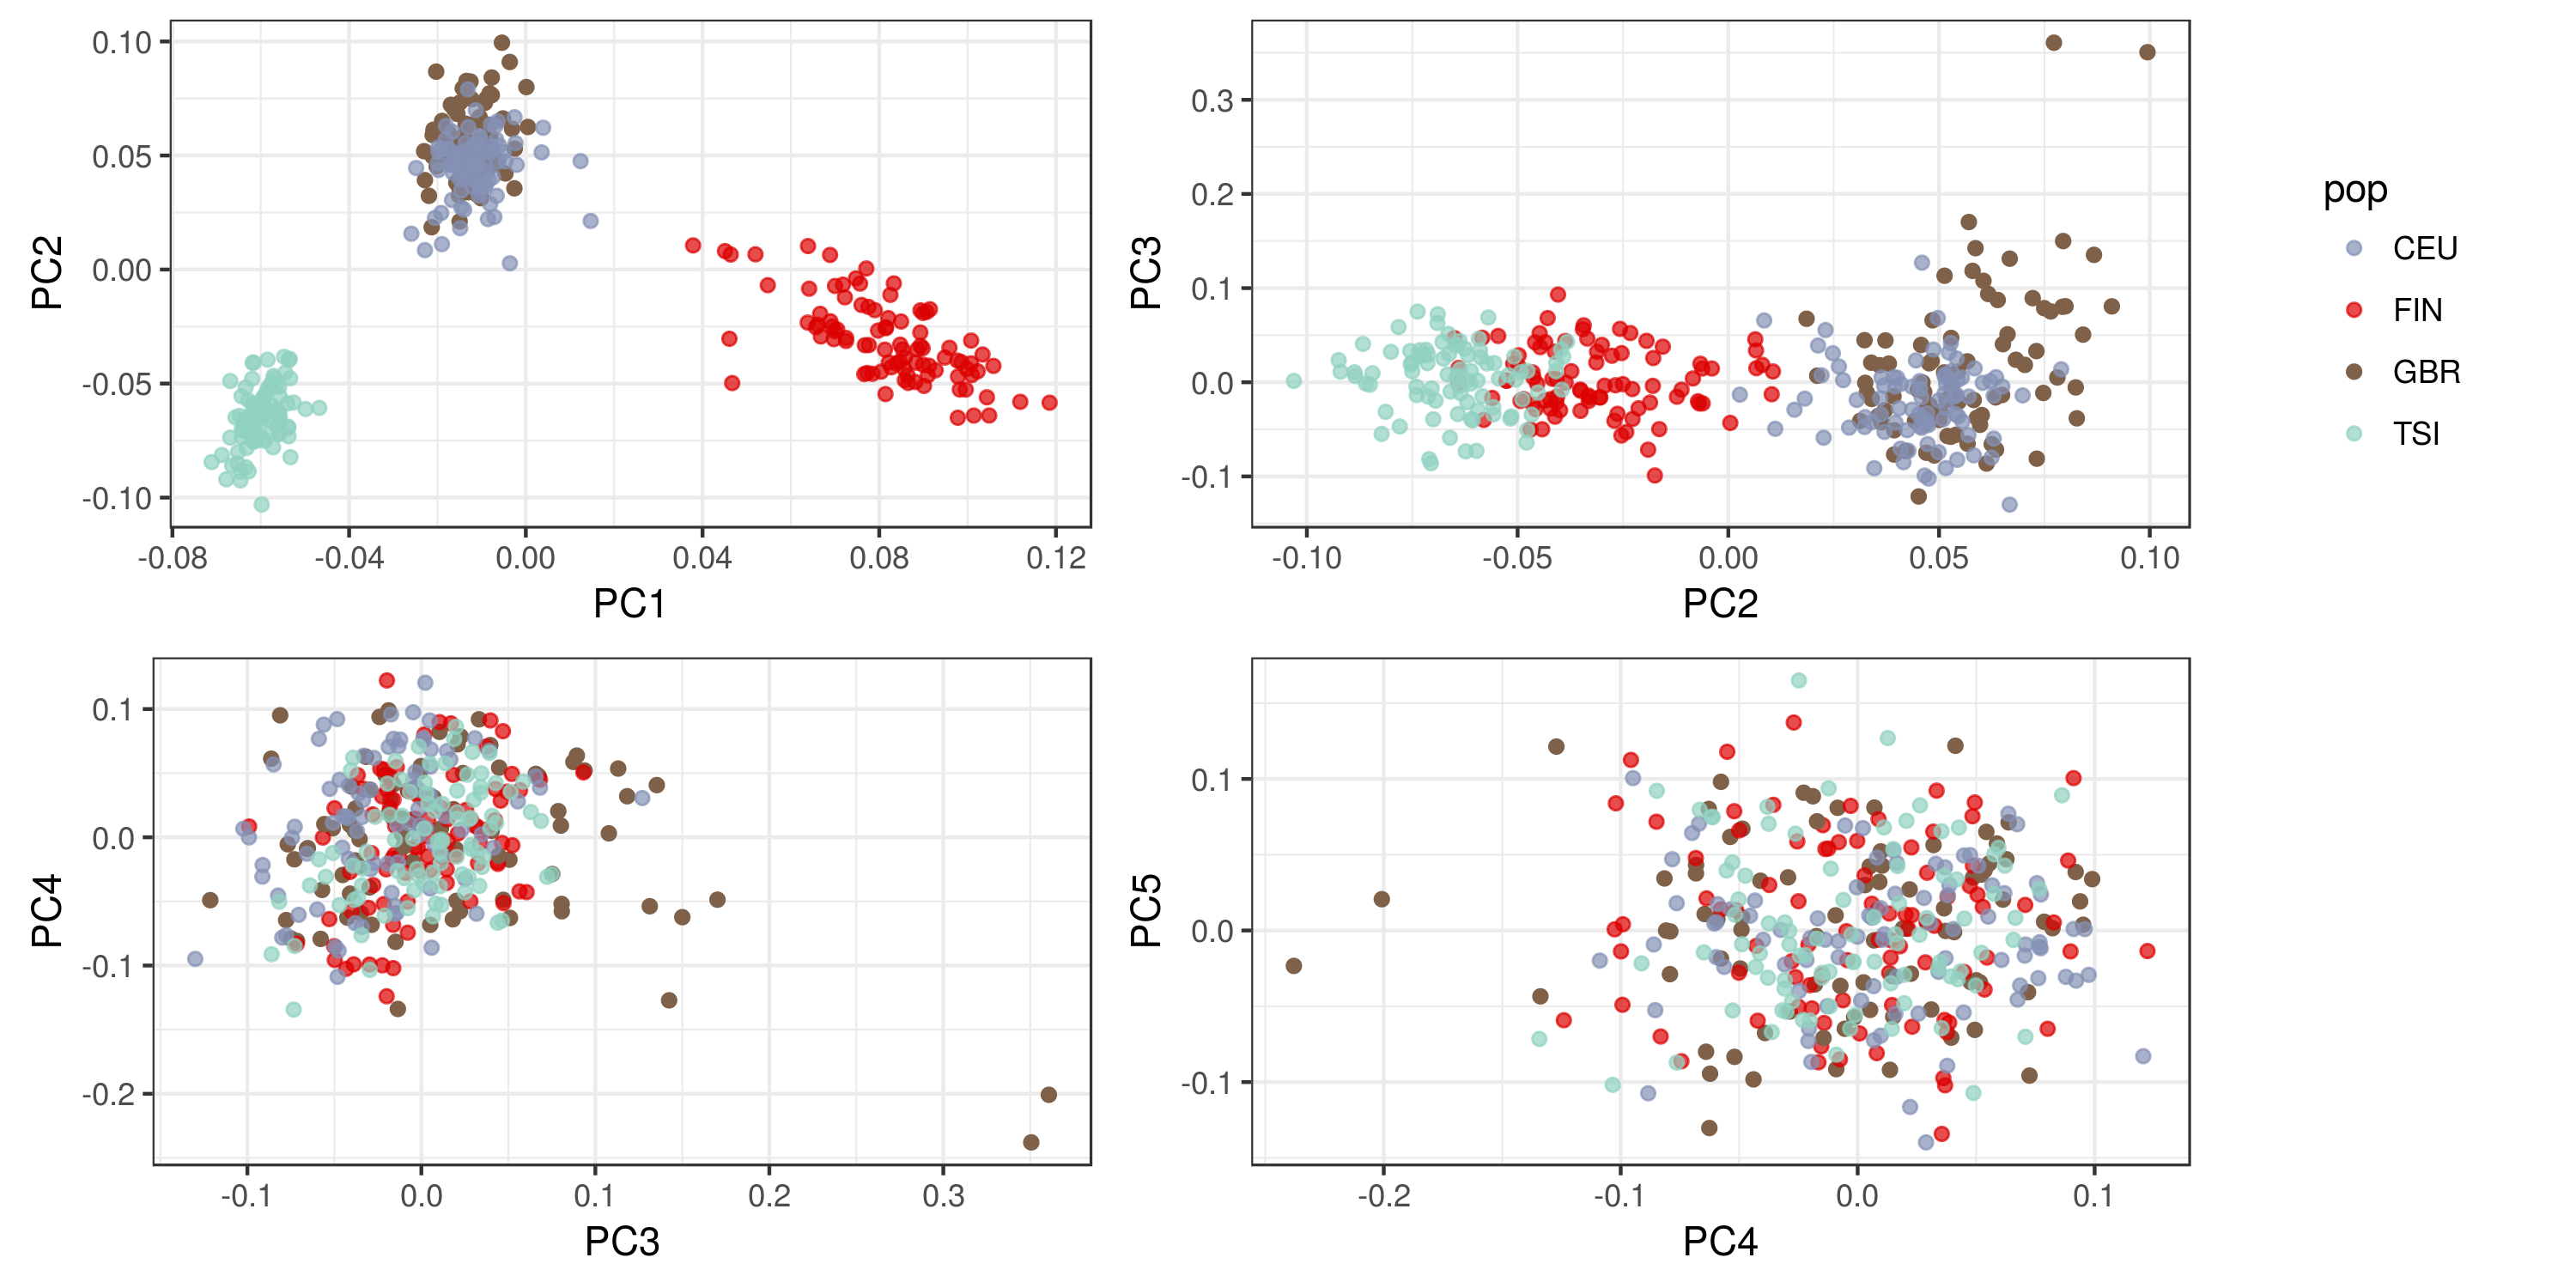 0.10
0.05
0.00
-0.05
-0.10
PC2
-0.08 -0.04 0.00 0.04 0.08 0.12
PC1
0.3
0.2
0.1
0.0
-0.1
PC3
-0.10 -0.05 0.00 0.05 0.10
PC2
pop
CEU
FIN
GBR
TSI
0.1
0.0
-0.1
-0.2
PC4
-0.1 0.0 0.1 0.2 0.3
PC3
0.1
0.0
-0.1
PC5
-0.2 -0.1 0.0 0.1
PC4